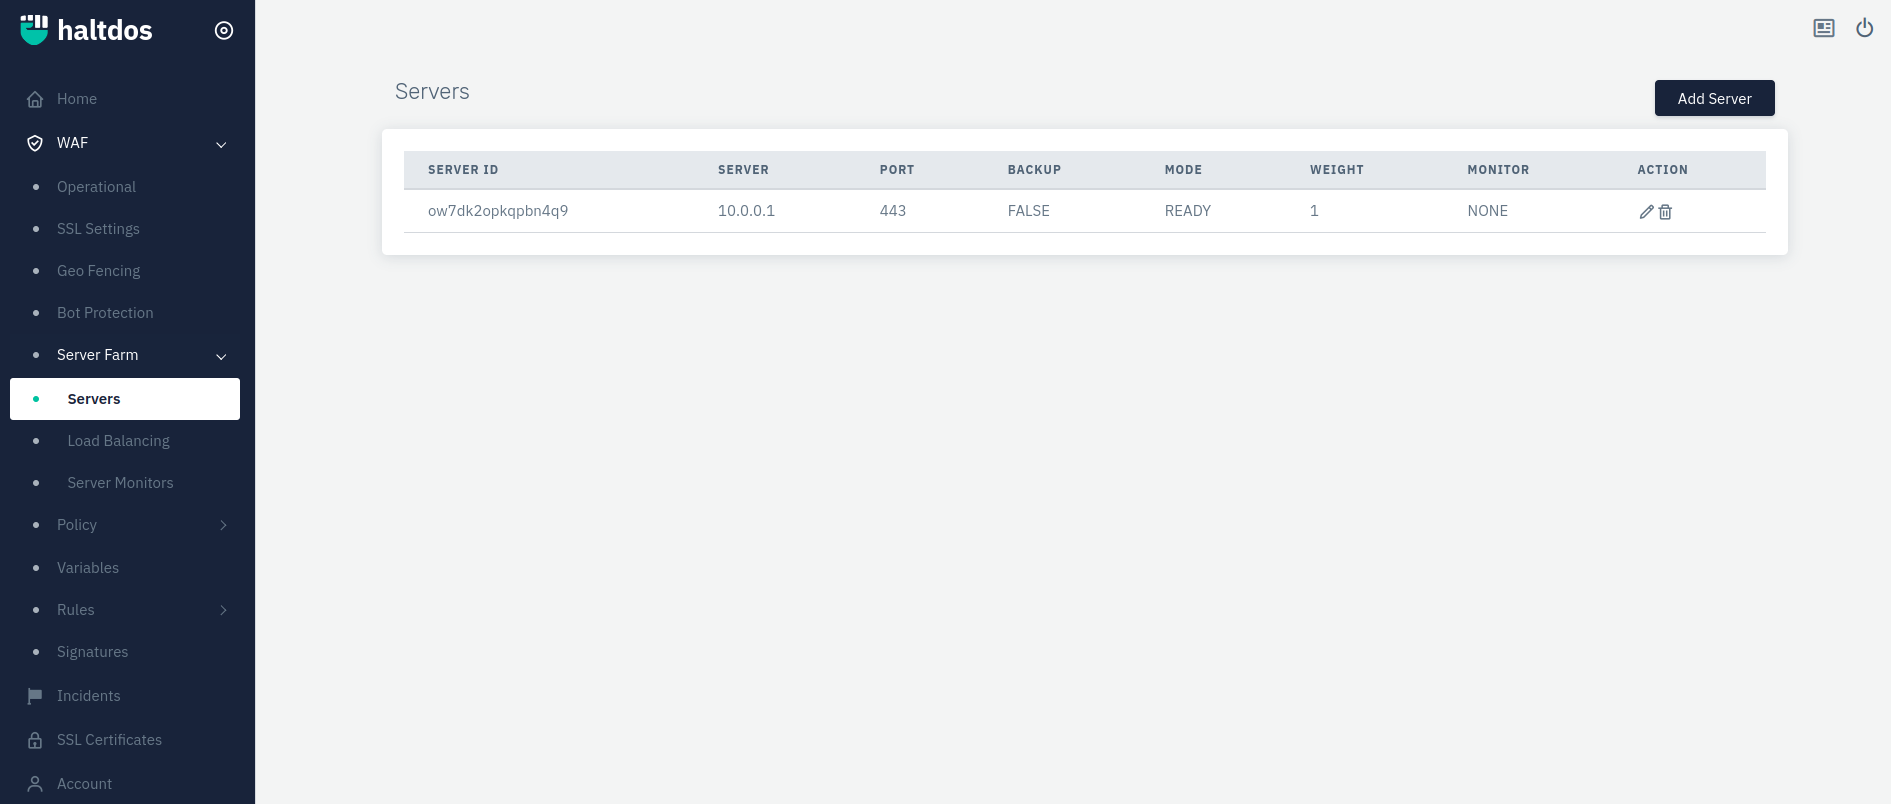 haltdos
Home
WAF
Operational
SSL Settings
Geo Fencing
Bot Protection
Server Farm
Servers
Load Balancing
Server Monitors
Policy
Variables
Rules
Signatures
Incidents
SSL Certificates
Account
Servers
Add Server
SERVER ID SERVER PORT BACKUP MODE WEIGHT MONITOR ACTION
ow7dk2opkqpbn4q9 10.0.0.1 443 FALSE READY 1 NONE